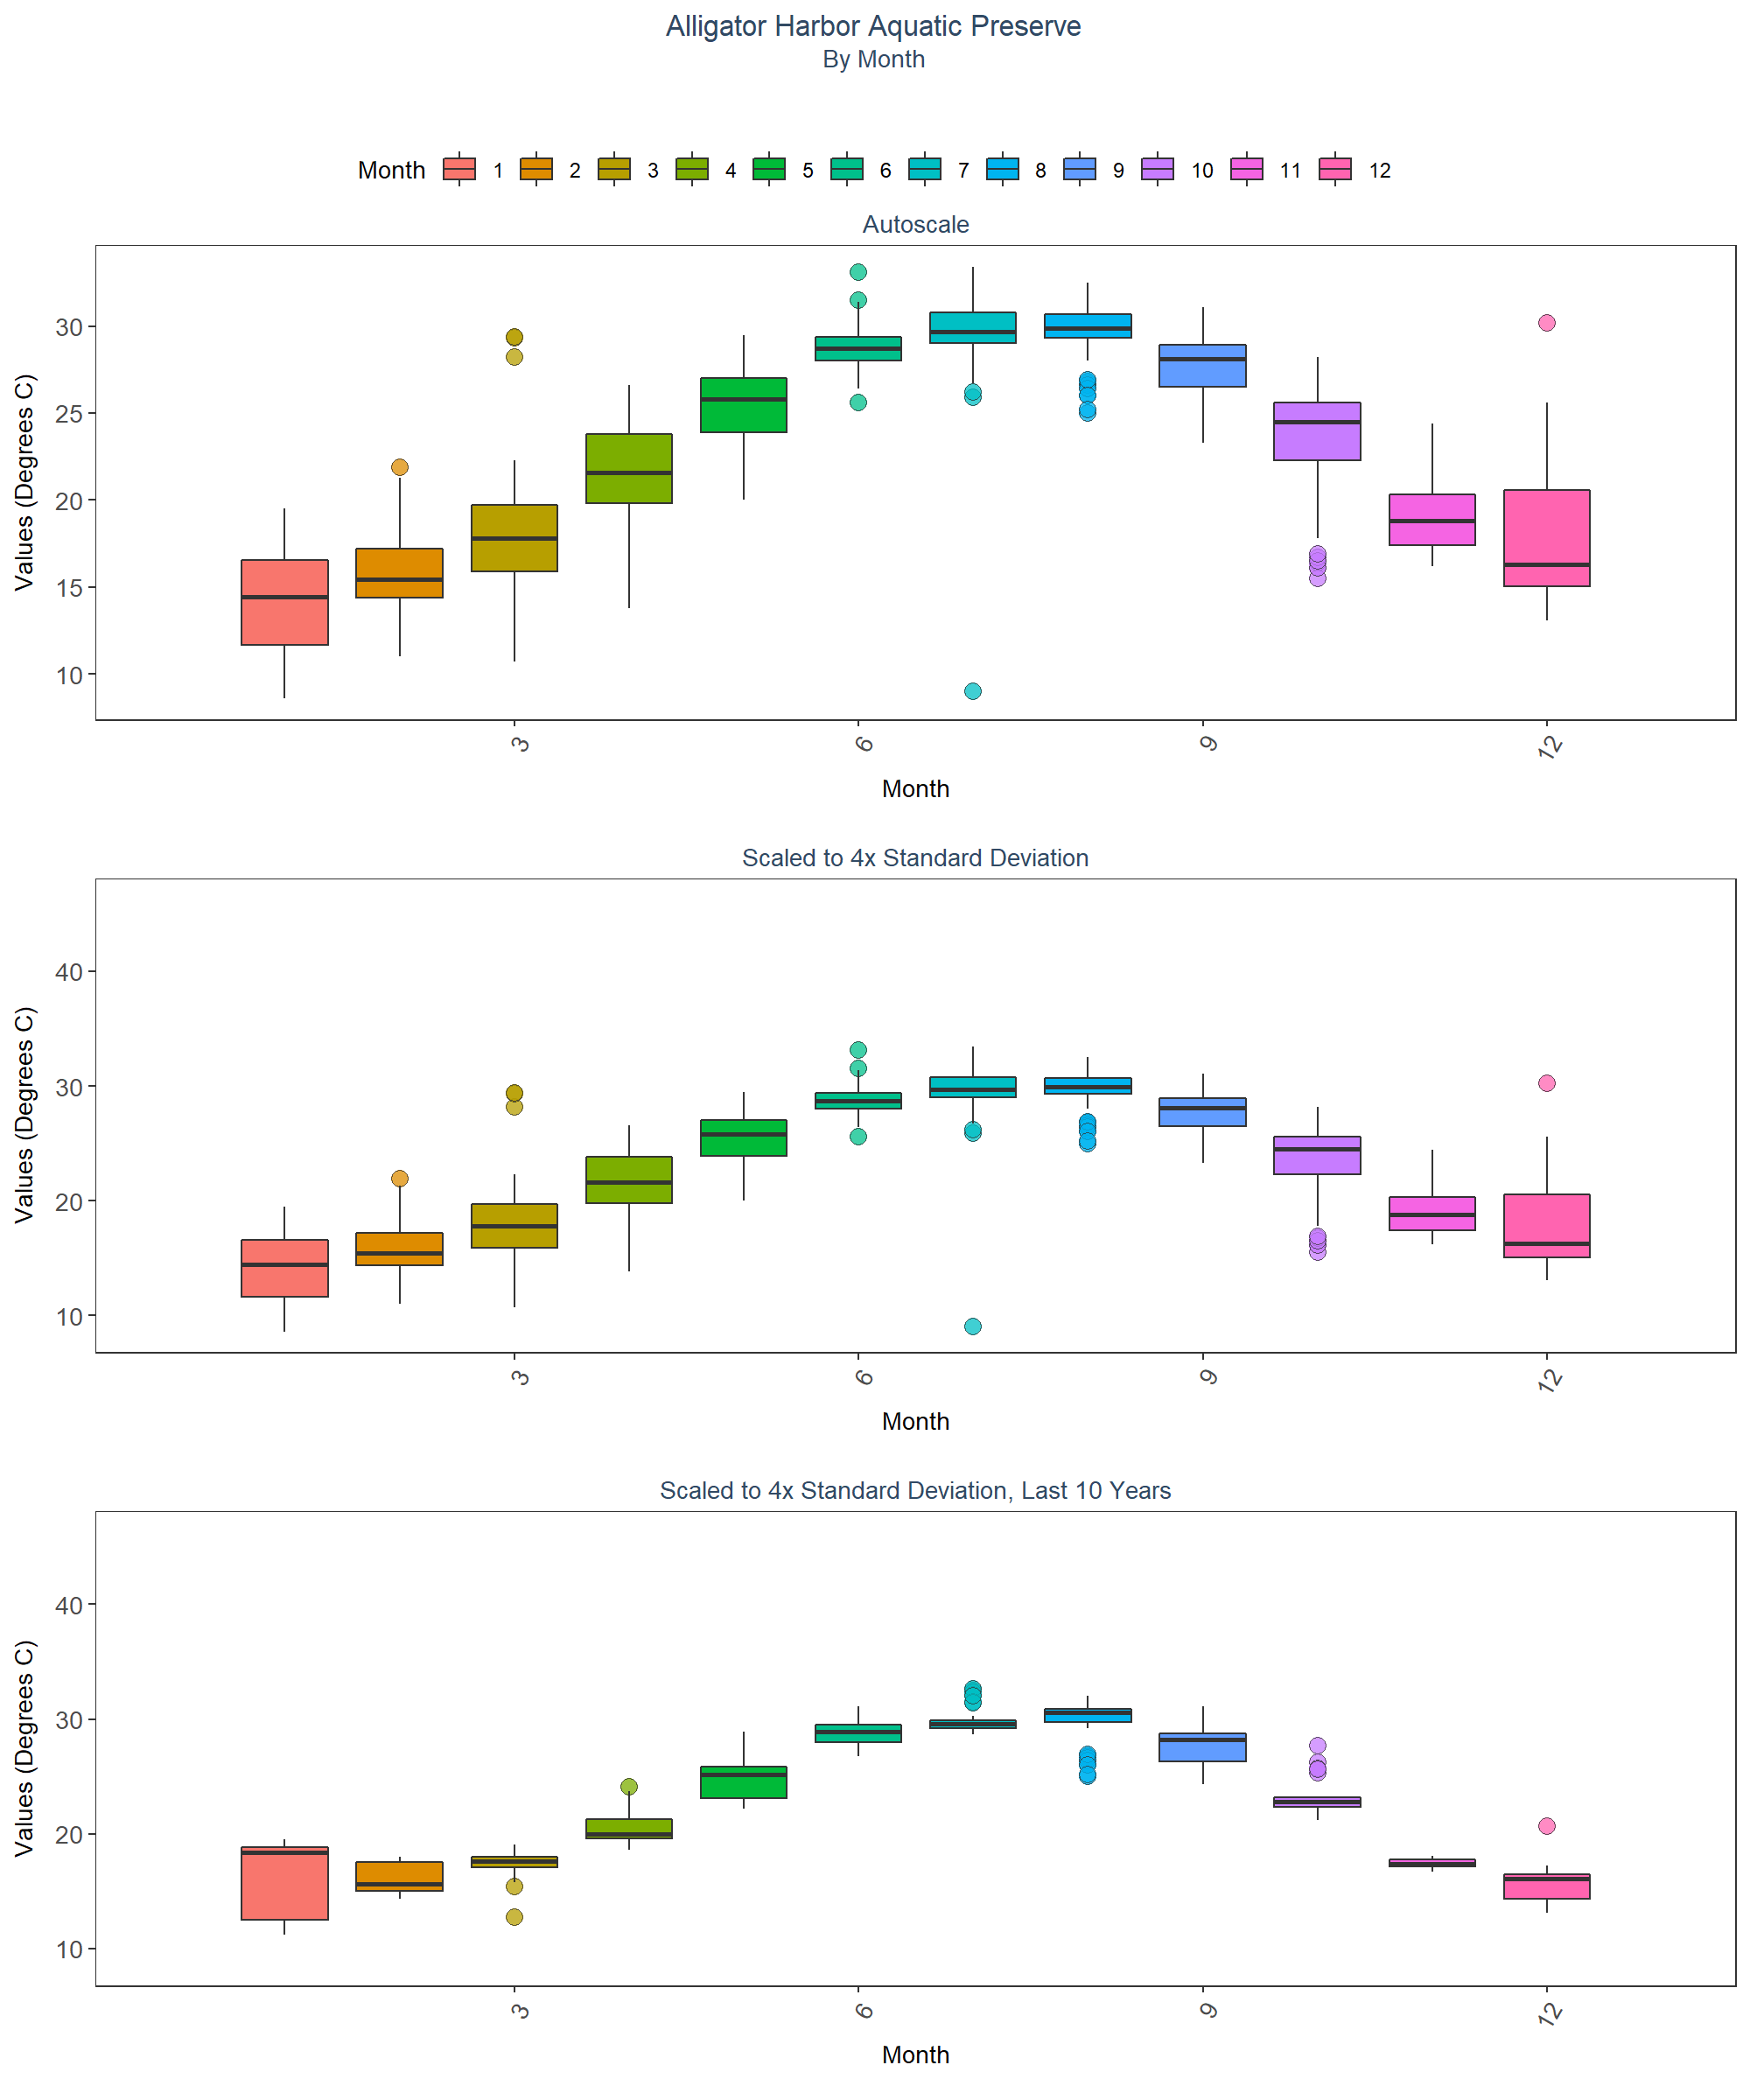 Alligator Harbor Aquatic Preserve
By Month
Month 1 2 3 4 5 6 7 8 9 10 11 12
Autoscale
Values (Degrees C)
30
25
20
15
10
3 6 9 12
Month
Scaled to 4x Standard Deviation
Values (Degrees C)
40
30
20
10
3 6 9 12
Month
Scaled to 4x Standard Deviation, Last 10 Years
Values (Degrees C)
40
30
20
10
3 6 9 12
Month